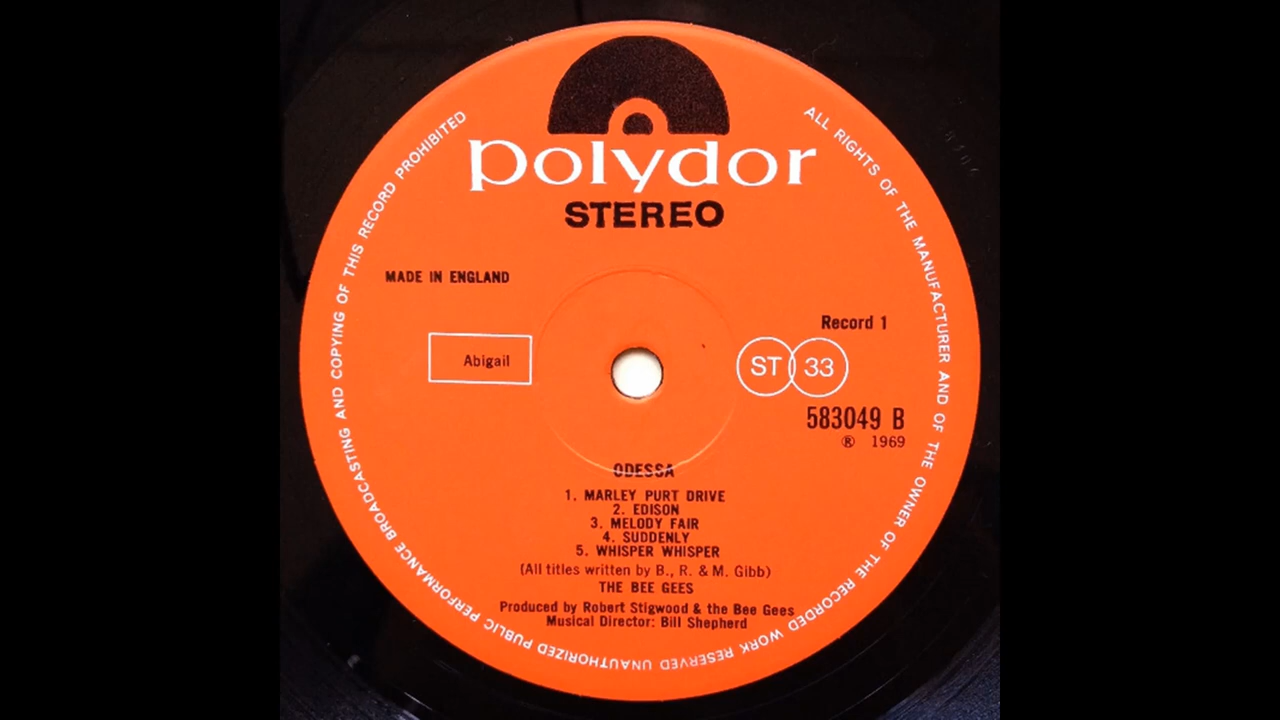 polydor
STEREO
MADE IN ENGLAND
Record 1
Abigail
ST 33
583049 B
Ⓡ 1969
ODESSA
1. MARLEY PURT DRIVE
2. EDISON
3. MELODY FAIR
4. SUDDENLY
5. WHISPER WHISPER
(All titles written by B., R. & M. Gibb)
THE BEE GEES
Produced by Robert Stigwood & the Bee Gees
Musical Director: Bill Shepherd
ALL RIGHTS OF THE MANUFACTURER AND OF THE OWNER OF THE RECORDED WORK RESERVED UNAUTHORIZED PUBLIC PERFORMANCE BROADCASTING AND COPYING OF THIS RECORD PROHIBITED